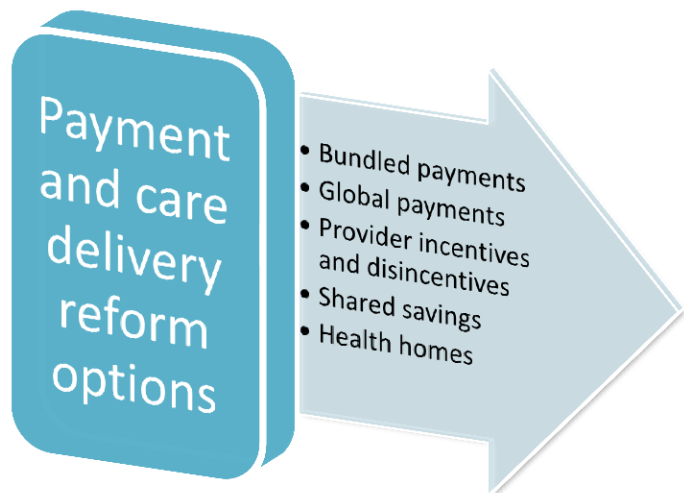 Payment
and care
delivery
reform
options
• Bundled payments
• Global payments
• Provider incentives
and disincentives
• Shared savings
• Health homes